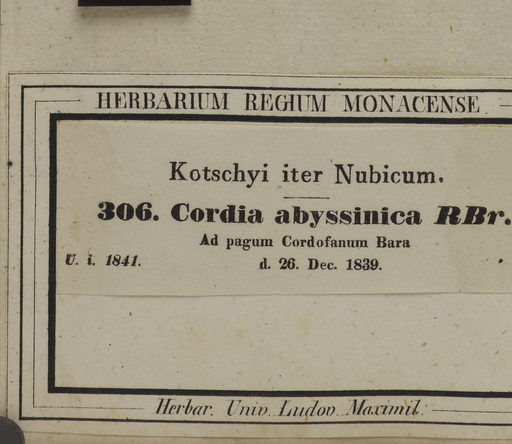 HERBARIUM REGIUM MONACENSE
Kotschyi iter Nubicum.
306. Cordia abyssinica RBr.
Ad pagum Cordofanum Bara
U. i. 1841. d. 26. Dec. 1839.
Herbar. Univ. Ludov. Maximil.